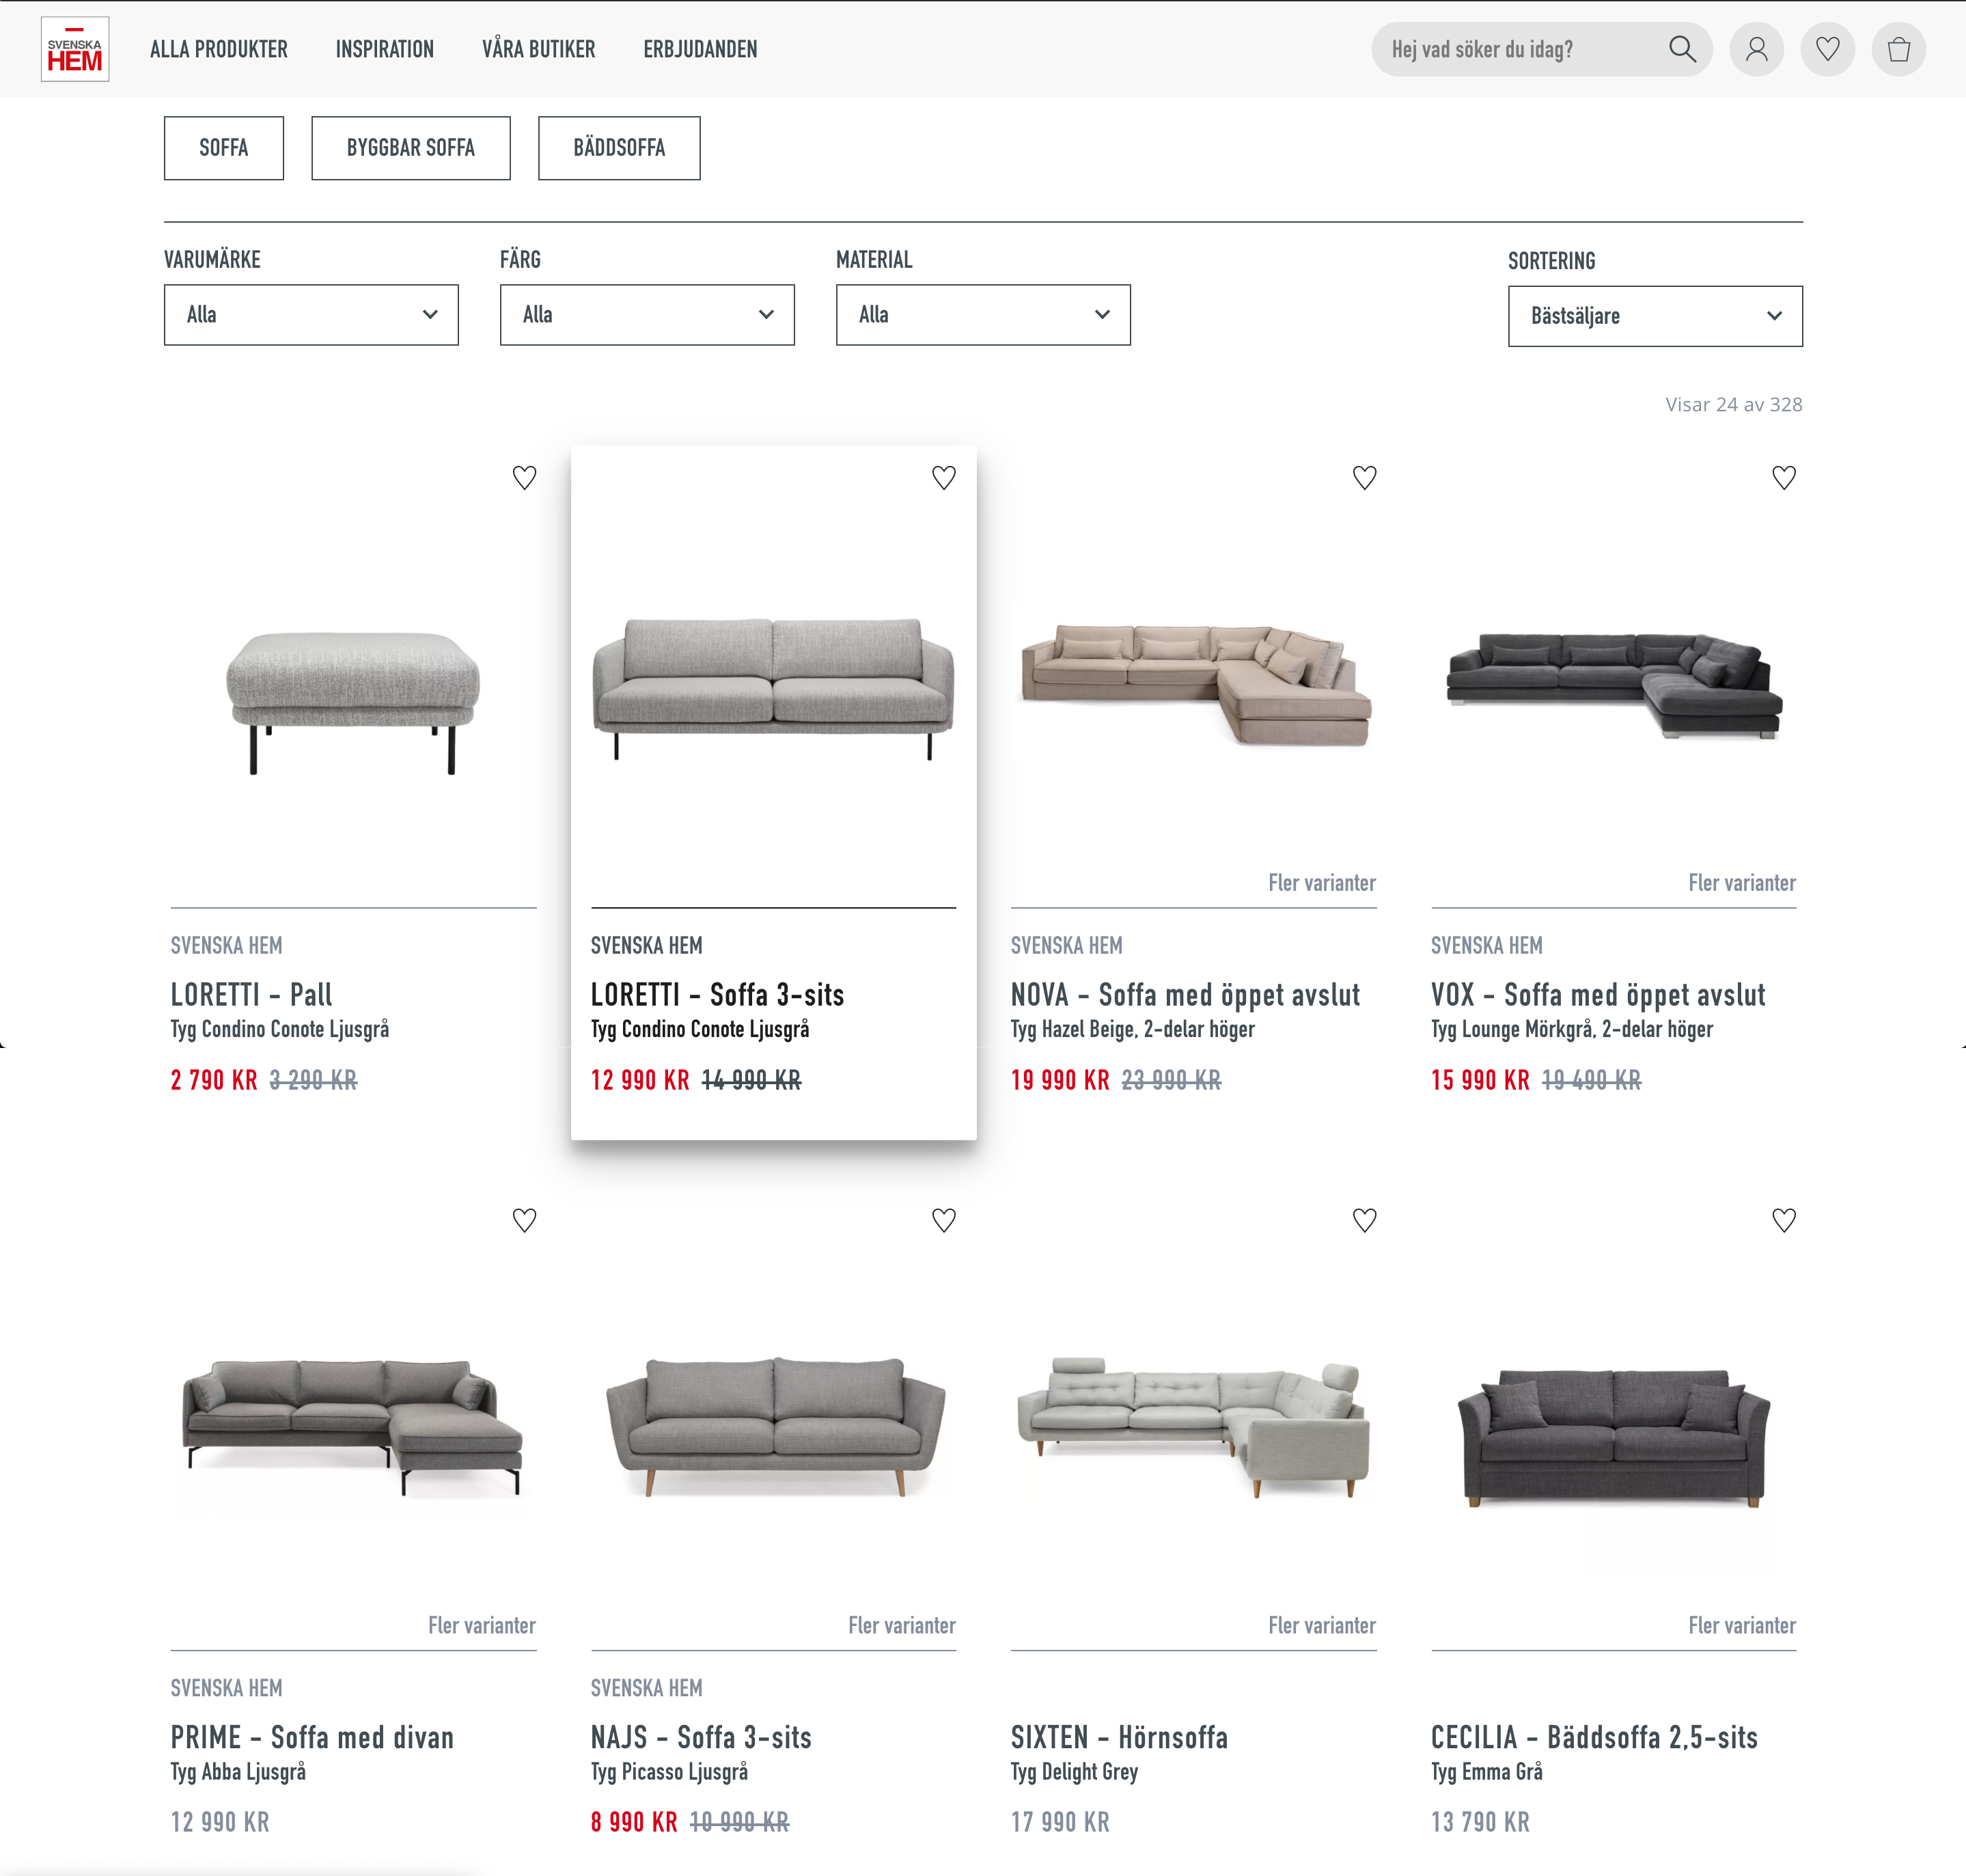 SVENSKA
HEM
ALLA PRODUKTER
INSPIRATION
VÅRA BUTIKER
ERBJUDANDEN
Hej vad söker du idag?
SOFFA
BYGGBAR SOFFA
BÄDDSOFFA
VARUMÄRKE
Alla
FÄRG
Alla
MATERIAL
Alla
SORTERING
Bästsäljare
Visar 24 av 328
SVENSKA HEM
LORETTI - Pall
Tyg Condino Conote Ljusgrå
2 790 KR 3 290 KR
SVENSKA HEM
LORETTI - Soffa 3-sits
Tyg Condino Conote Ljusgrå
12 990 KR 14 990 KR
Fler varianter
SVENSKA HEM
NOVA - Soffa med öppet avslut
Tyg Hazel Beige, 2-delar höger
19 990 KR 23 990 KR
Fler varianter
SVENSKA HEM
VOX - Soffa med öppet avslut
Tyg Lounge Mörkgrå, 2-delar höger
15 990 KR 19 490 KR
Fler varianter
SVENSKA HEM
PRIME - Soffa med divan
Tyg Abba Ljusgrå
12 990 KR
Fler varianter
SVENSKA HEM
NAJS - Soffa 3-sits
Tyg Picasso Ljusgrå
8 990 KR 10 990 KR
Fler varianter
SIXTEN - Hörnsoffa
Tyg Delight Grey
17 990 KR
Fler varianter
CECILIA - Bäddsoffa 2,5-sits
Tyg Emma Grå
13 790 KR